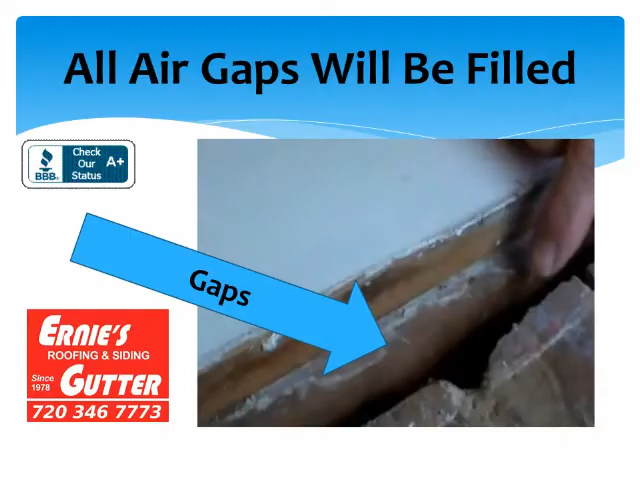 All Air Gaps Will Be Filled
BBB.
Check
Our
Status
A+
Gaps
ERNIE'S
ROOFING & SIDING
Since
1978
GUTTER
720 346 7773